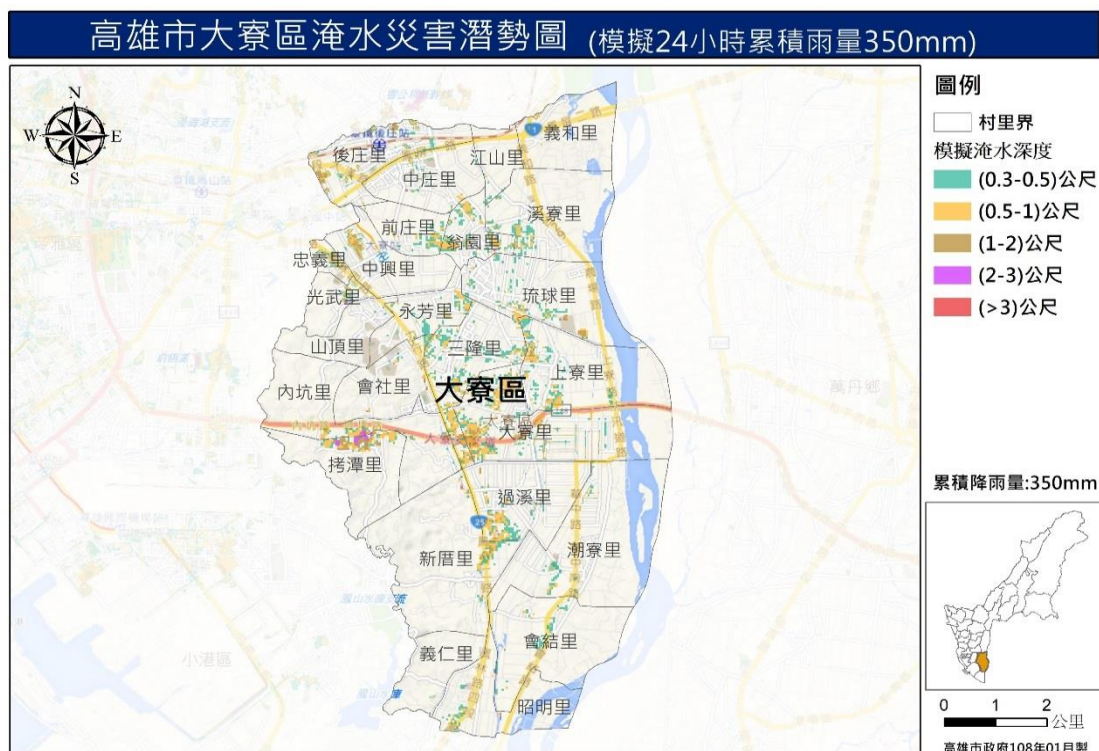 高雄市大寮區淹水災害潛勢圖 (模擬24小時累積雨量350mm)
N
W E
S
圖例
村里界
模擬淹水深度
(0.3-0.5)公尺
(0.5-1)公尺
(1-2)公尺
(2-3)公尺
(>3)公尺
義和里
後庄里
江山里
中庄里
溪寮里
前庄里
翁園里
忠義里
中興里
光武里
永芳里
琉球里
山頂里
三隆里
上寮里
內坑里
會社里
大寮區
大寮區
大寮里
拷潭里
過溪里
21
新厝里
潮寮里
會結里
義仁里
昭明里
小港區
萬丹鄉
累積降雨量:350mm
0 1 2
公里
高雄市政府108年01月製